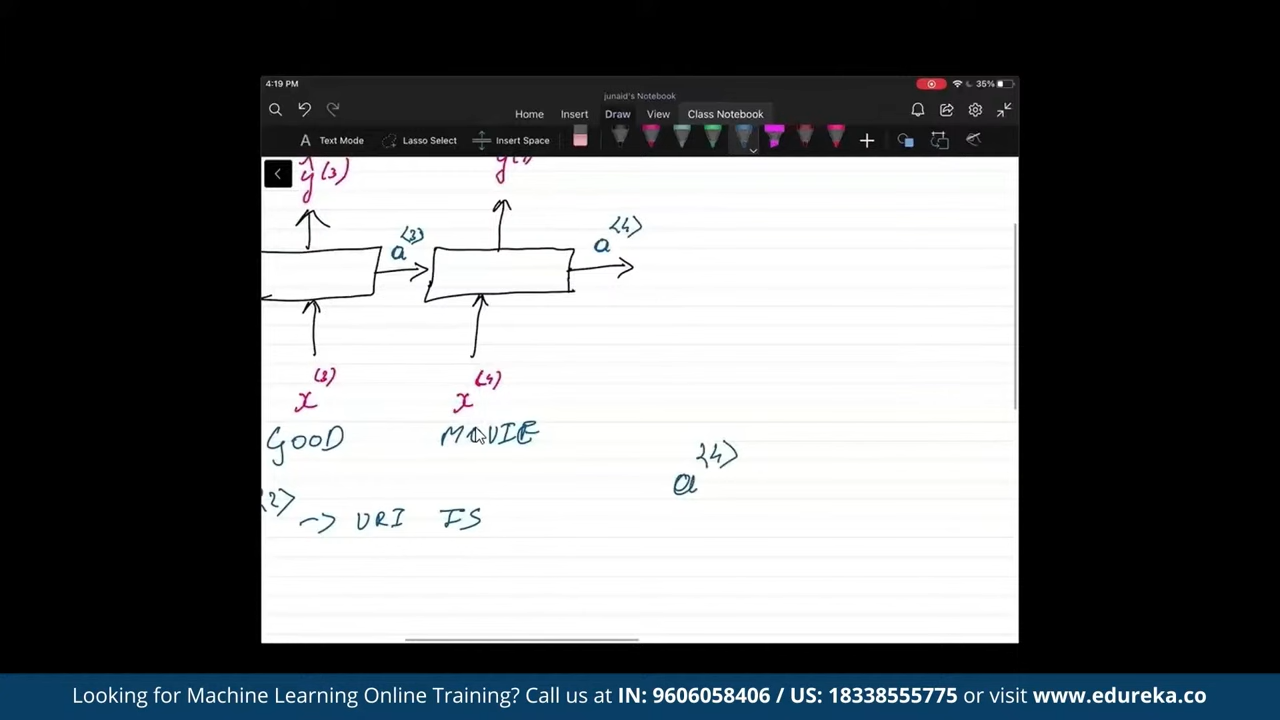 4:19 PM
35%
junaid's Notebook
Home Insert Draw View Class Notebook
Text Mode Lasso Select Insert Space
ŷ(3)
a<3> a<4>
x(3) x(4)
GOOD MOVIE
a<4>
<2> -> URI IS
Looking for Machine Learning Online Training? Call us at IN: 9606058406 / US: 18338555775 or visit www.edureka.co